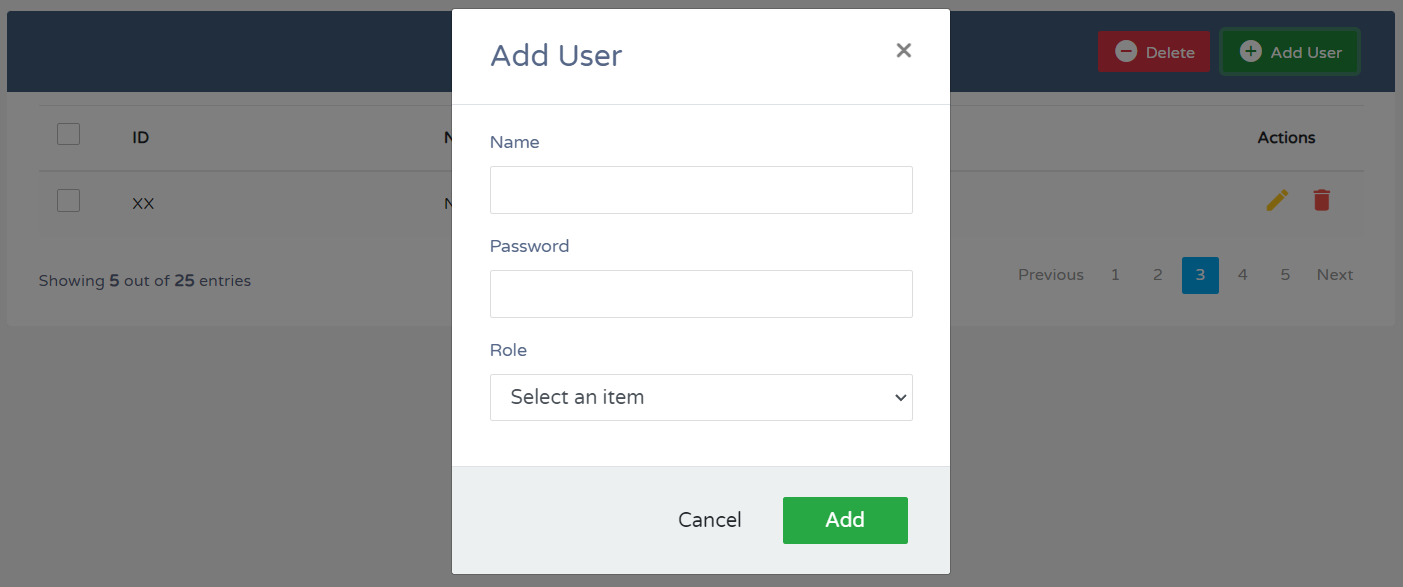 Add User ×
Delete Add User
ID N Actions
XX N
Showing 5 out of 25 entries
Previous 1 2 3 4 5 Next
Name
Password
Role
Select an item
Cancel Add